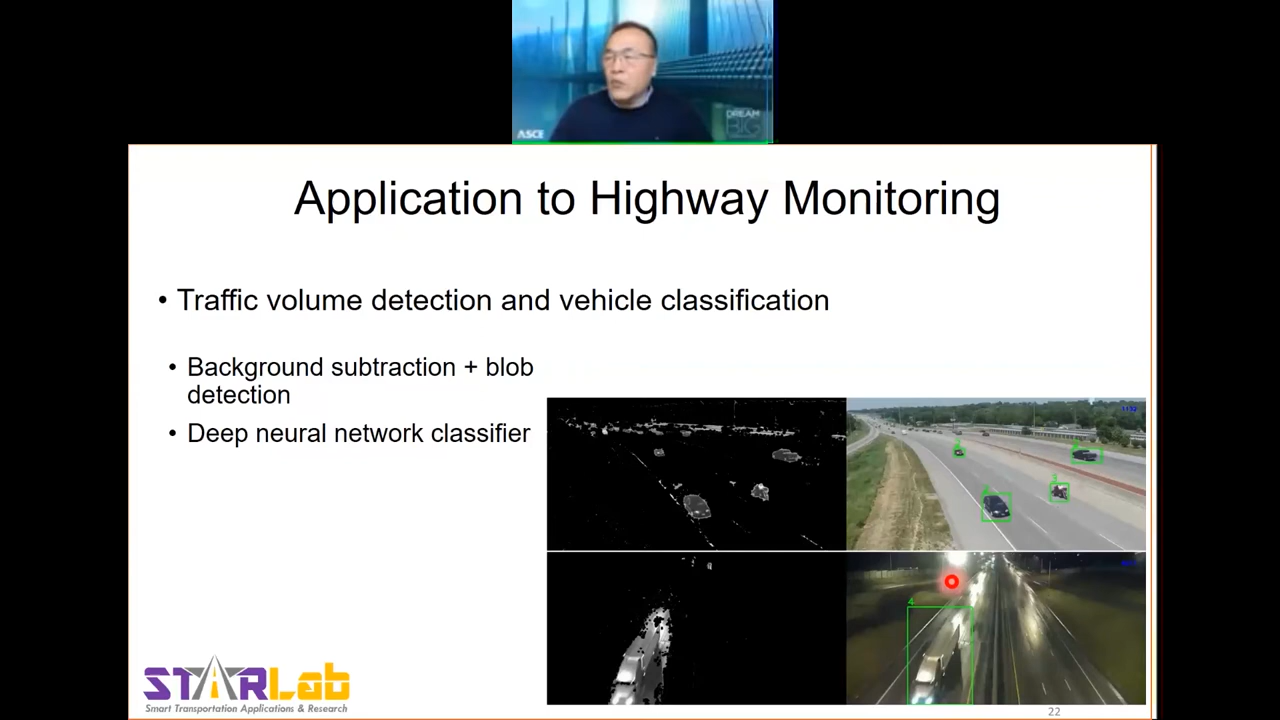 ASCE
DREAM
BIG
Application to Highway Monitoring
• Traffic volume detection and vehicle classification
• Background subtraction + blob
detection
• Deep neural network classifier
4
STARLab
Smart Transportation Applications & Research
22